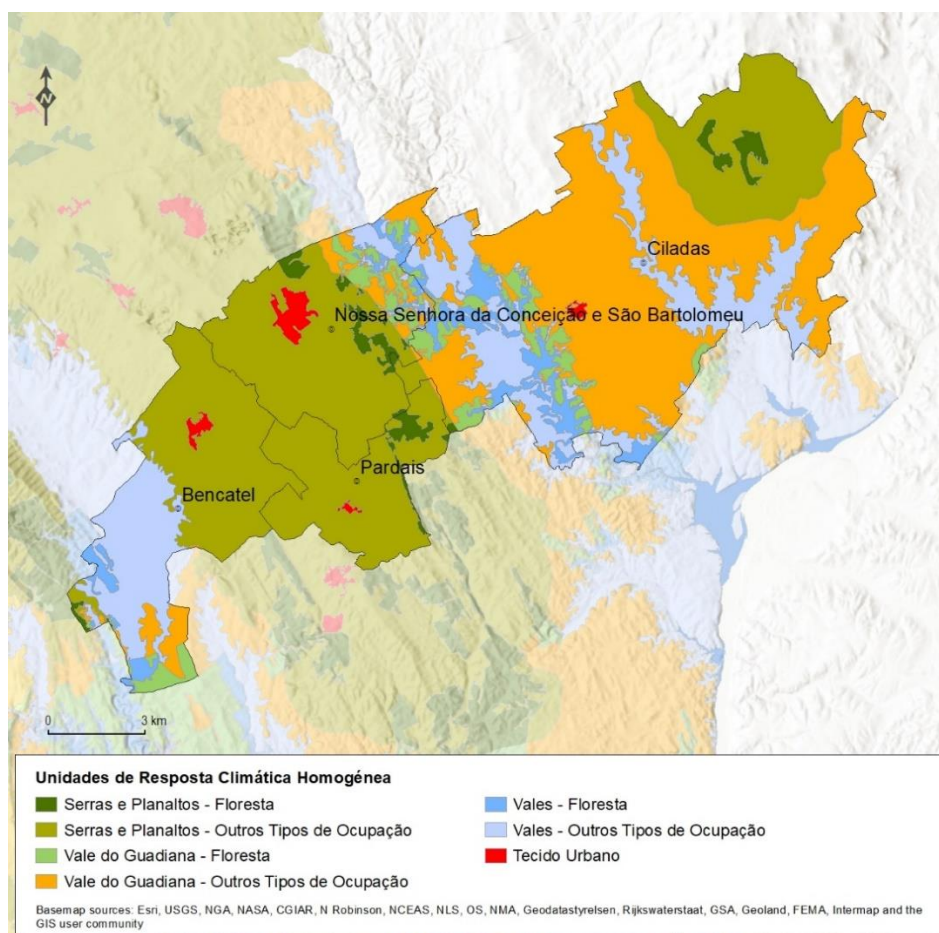 N
Ciladas
Nossa Senhora da Conceição e São Bartolomeu
Pardais
Bencatel
0 3 km
Unidades de Resposta Climática Homogénea
Serras e Planaltos - Floresta
Serras e Planaltos - Outros Tipos de Ocupação
Vale do Guadiana - Floresta
Vale do Guadiana - Outros Tipos de Ocupação
Vales - Floresta
Vales - Outros Tipos de Ocupação
Tecido Urbano
Basemap sources: Esri, USGS, NGA, NASA, CGIAR, N Robinson, NCEAS, NLS, OS, NMA, Geodatastyrelsen, Rijkswaterstaat, GSA, Geoland, FEMA, Intermap and the
GIS user community